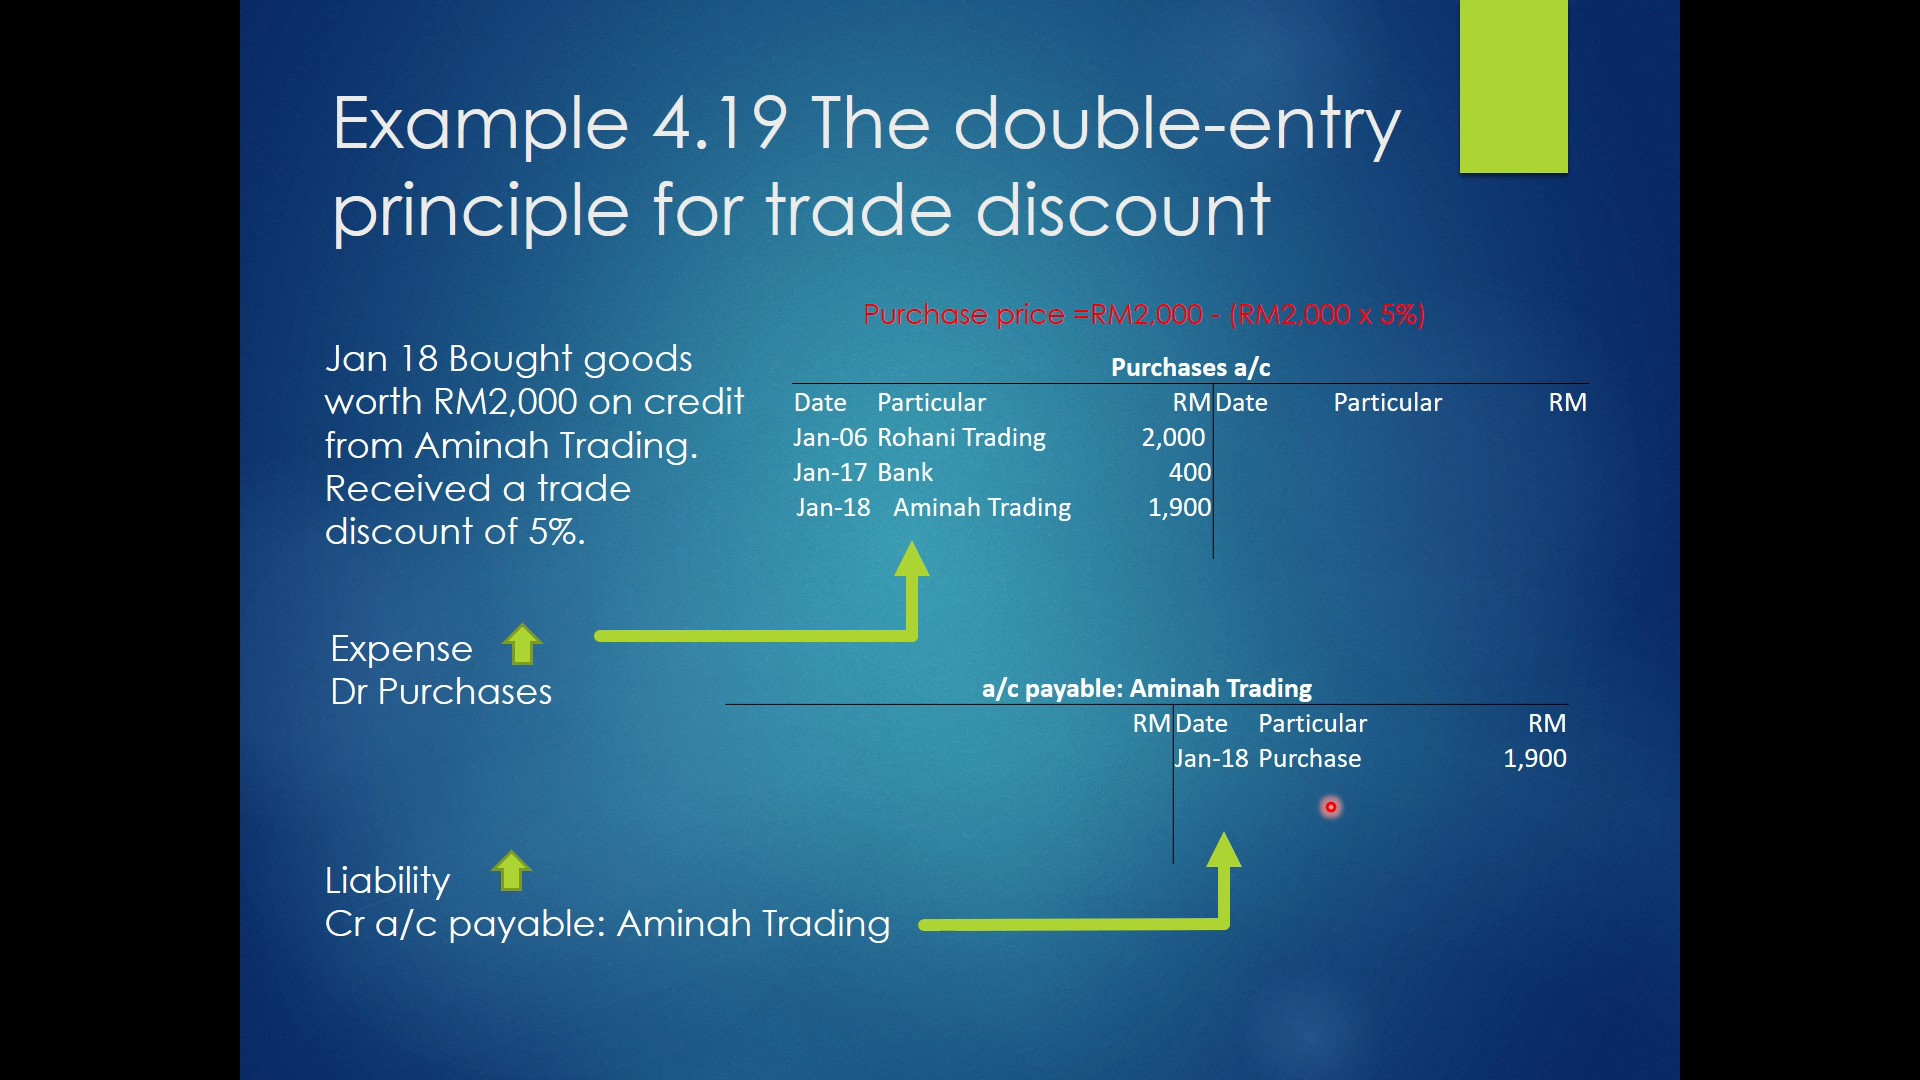 Example 4.19 The double-entry
principle for trade discount
Jan 18 Bought goods
worth RM2,000 on credit
from Aminah Trading.
Received a trade
discount of 5%.
Purchase price =RM2,000 - (RM2,000 x 5%)
Purchases a/c
Date Particular RM Date Particular RM
Jan-06 Rohani Trading 2,000
Jan-17 Bank 400
Jan-18 Aminah Trading 1,900
Expense
Dr Purchases
a/c payable: Aminah Trading
RM Date Particular RM
Jan-18 Purchase 1,900
Liability
Cr a/c payable: Aminah Trading